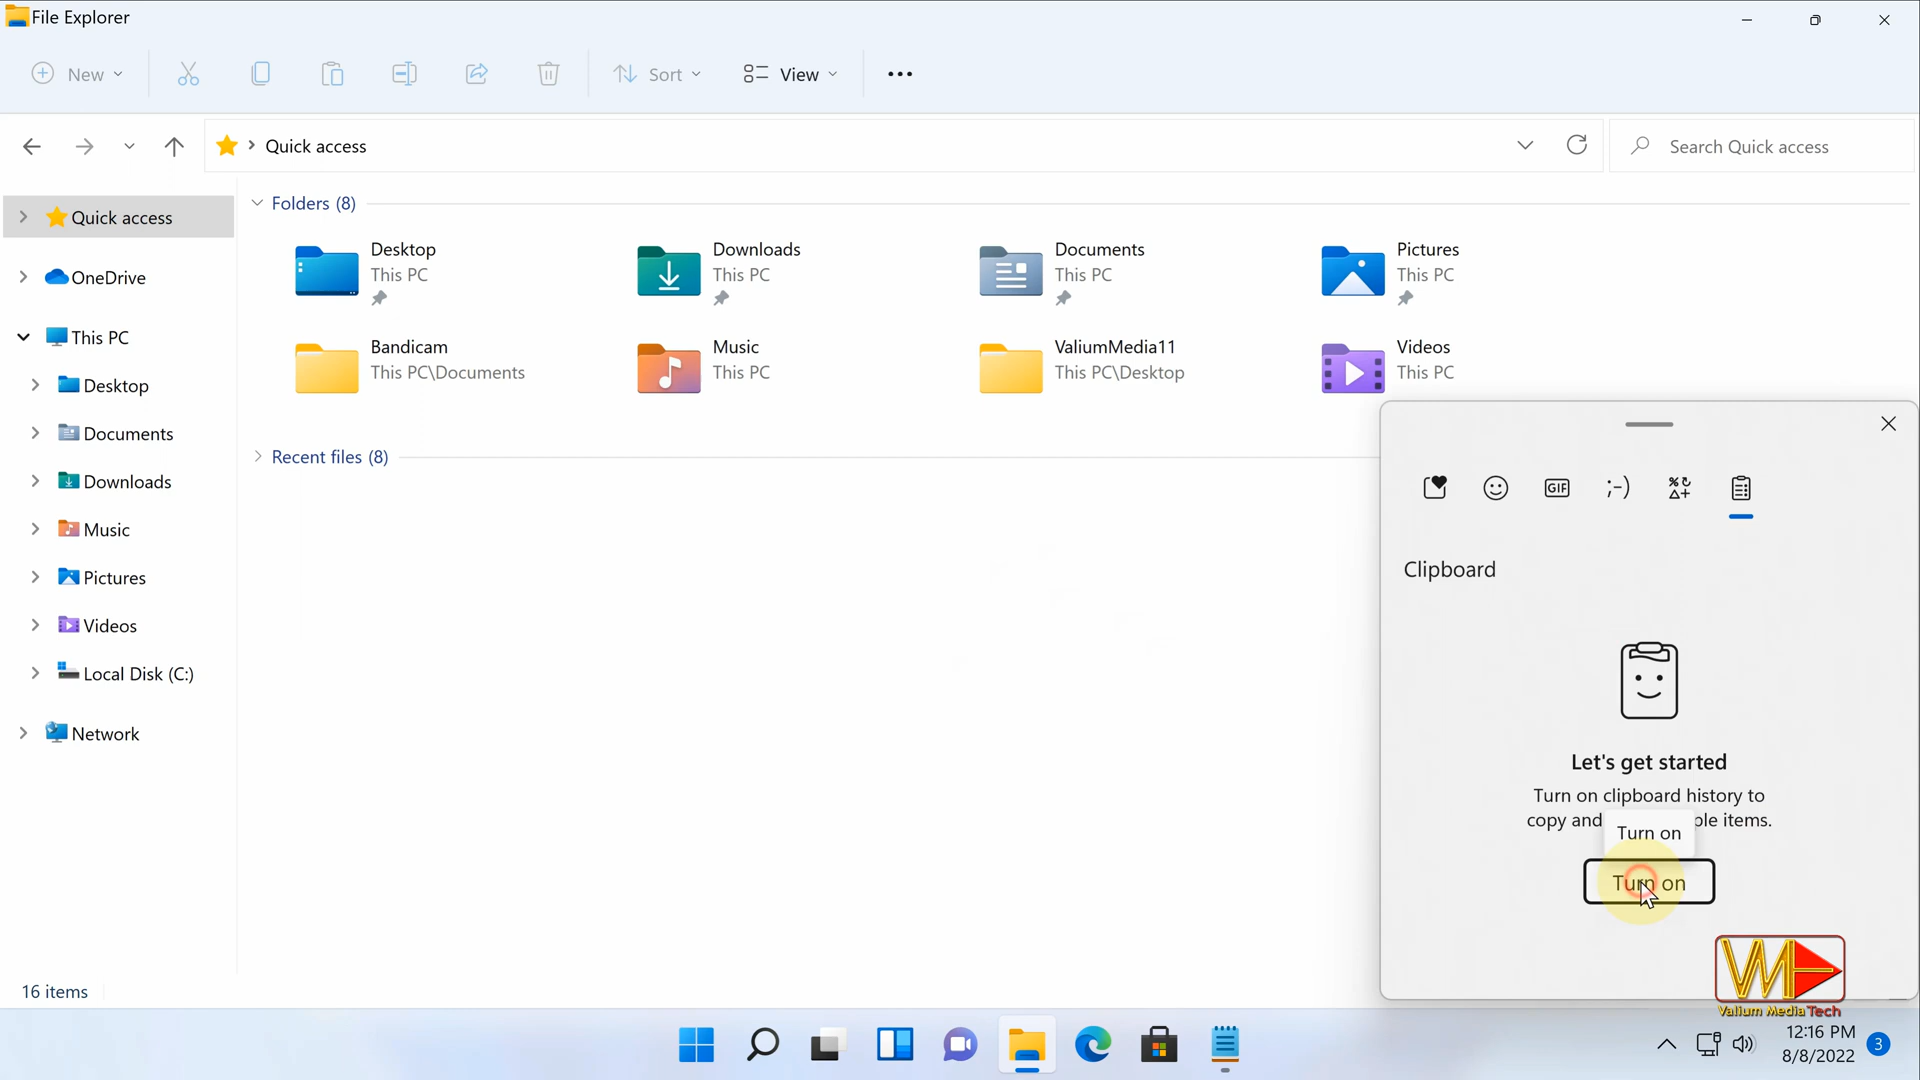 File Explorer
New
Sort
View
Quick access
Search Quick access
Quick access
OneDrive
This PC
Desktop
Documents
Downloads
Music
Pictures
Videos
Local Disk (C:)
Network
Folders (8)
Desktop
This PC
Downloads
This PC
Documents
This PC
Pictures
This PC
Bandicam
This PC\Documents
Music
This PC
ValiumMedia11
This PC\Desktop
Videos
This PC
Recent files (8)
GIF
;-)
Clipboard
Let's get started
Turn on clipboard history to
copy and ple items.
Turn on
Turn on
VM
Valium MediaTech
16 items
12:16 PM
8/8/2022
3